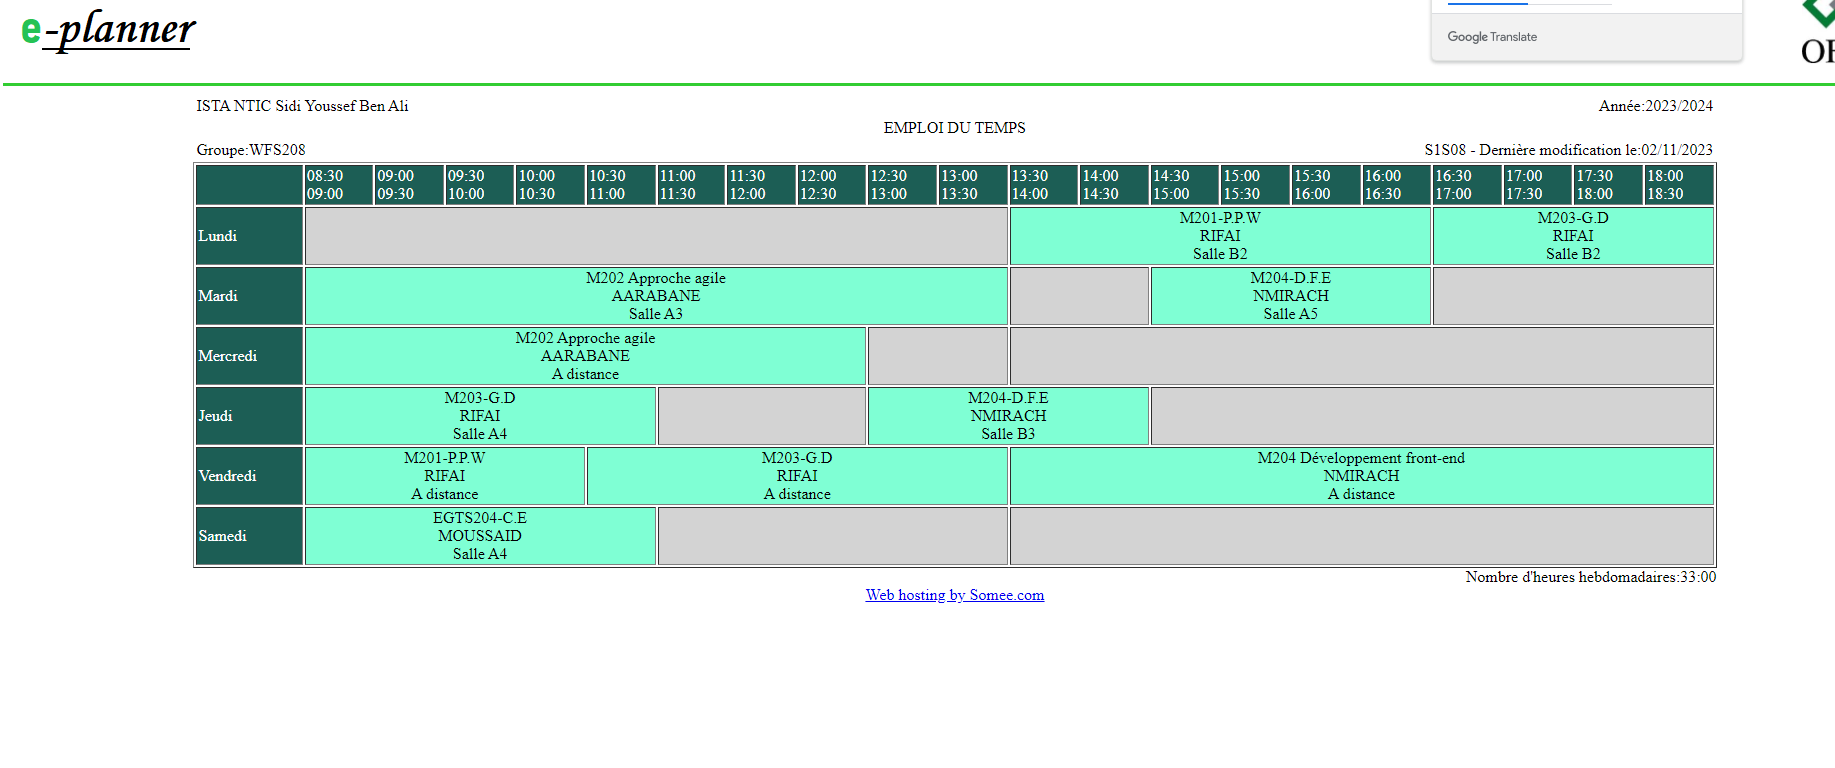 e-planner
Google Translate
ISTA NTIC Sidi Youssef Ben Ali
Année:2023/2024
EMPLOI DU TEMPS
Groupe:WFS208
S1S08 - Dernière modification le:02/11/2023
08:30 09:00 09:30 10:00 10:30 11:00 11:30 12:00 12:30 13:00 13:30 14:00 14:30 15:00 15:30 16:00 16:30 17:00 17:30 18:00
09:00 09:30 10:00 10:30 11:00 11:30 12:00 12:30 13:00 13:30 14:00 14:30 15:00 15:30 16:00 16:30 17:00 17:30 18:00 18:30
Lundi
M201-P.P.W
RIFAI
Salle B2
M203-G.D
RIFAI
Salle B2
Mardi
M202 Approche agile
AARABANE
Salle A3
M204-D.F.E
NMIRACH
Salle A5
Mercredi
M202 Approche agile
AARABANE
A distance
Jeudi
M203-G.D
RIFAI
Salle A4
M204-D.F.E
NMIRACH
Salle B3
Vendredi
M201-P.P.W
RIFAI
A distance
M203-G.D
RIFAI
A distance
M204 Développement front-end
NMIRACH
A distance
Samedi
EGTS204-C.E
MOUSSAID
Salle A4
Nombre d'heures hebdomadaires:33:00
Web hosting by Somee.com